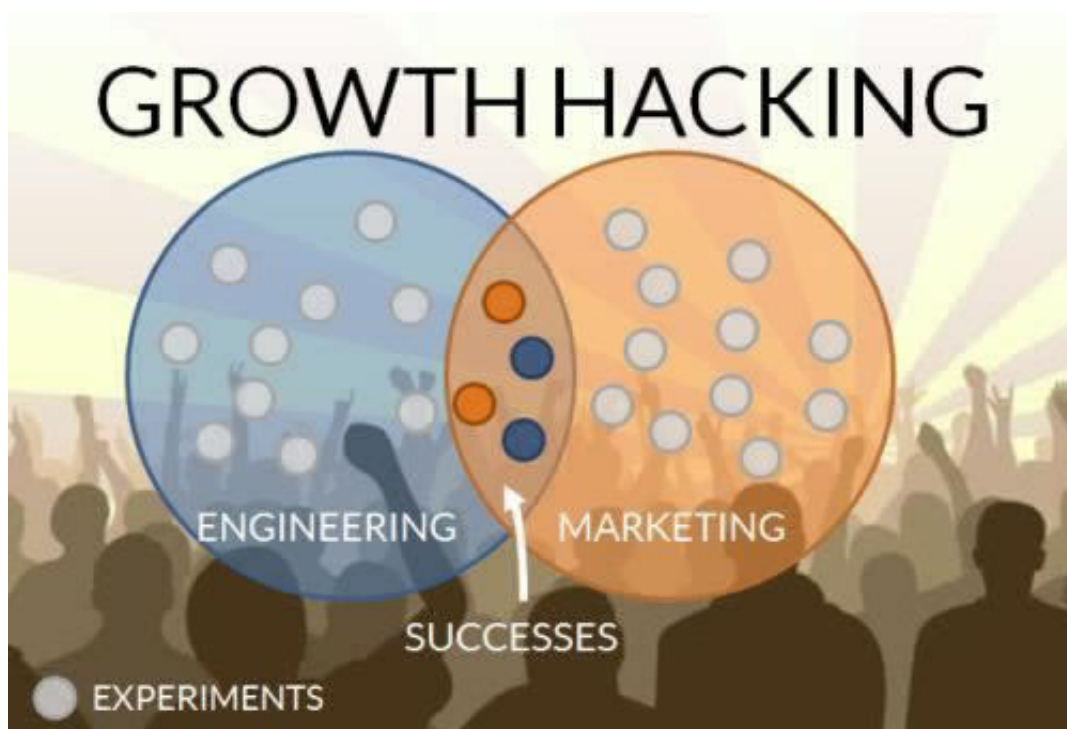 GROWTH HACKING
ENGINEERING
MARKETING
SUCCESSES
EXPERIMENTS